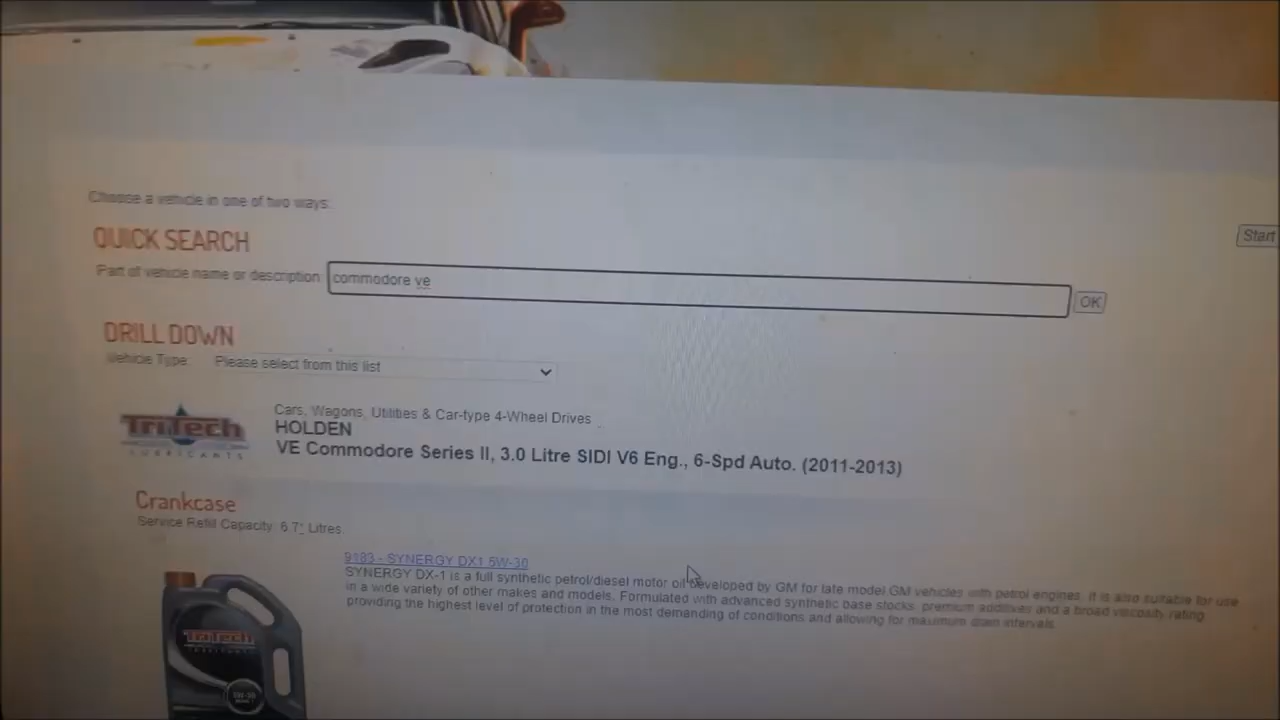 Choose a vehicle in one of two ways:
QUICK SEARCH
Start
Part of vehicle name or description:
commodore ve
OK
DRILL DOWN
Vehicle Type:
Please select from this list
TriTech
LUBRICANTS
Cars, Wagons, Utilities & Car-type 4-Wheel Drives
HOLDEN
VE Commodore Series II, 3.0 Litre SIDI V6 Eng., 6-Spd Auto. (2011-2013)
Crankcase
Service Refill Capacity: 6.7* Litres.
9183 - SYNERGY DX1 5W-30
SYNERGY DX-1 is a full synthetic petrol/diesel motor oil developed by GM for late model GM vehicles with petrol engines. It is also suitable for use
in a wide variety of other makes and models. Formulated with advanced synthetic base stocks, premium additives and a broad viscosity rating
providing the highest level of protection in the most demanding of conditions and allowing for maximum drain intervals.
TriTech
5W-30